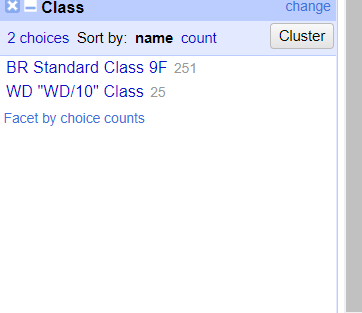 Class change
2 choices Sort by: name count Cluster
BR Standard Class 9F 251
WD "WD/10" Class 25
Facet by choice counts